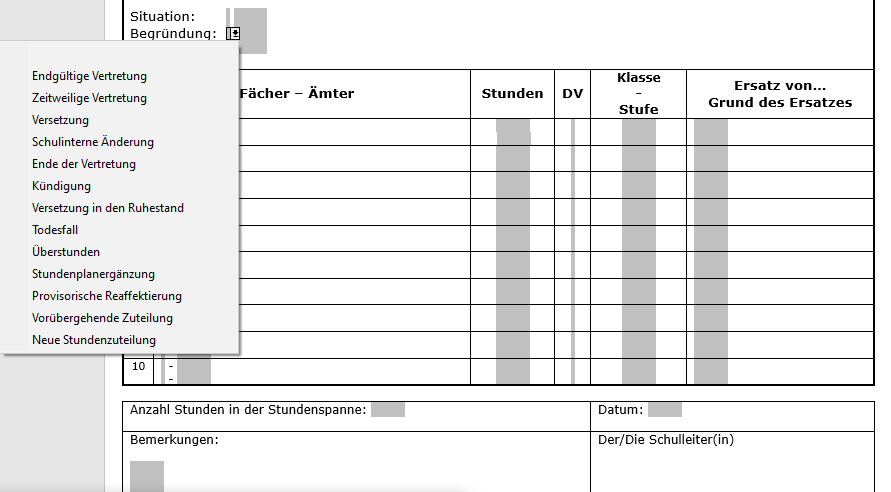 Situation:
Begründung:
Endgültige Vertretung
Zeitweilige Vertretung
Versetzung
Schulinterne Änderung
Ende der Vertretung
Kündigung
Versetzung in den Ruhestand
Todesfall
Überstunden
Stundenplanergänzung
Provisorische Reaffektierung
Vorübergehende Zuteilung
Neue Stundenzuteilung
Fächer – Ämter
Stunden
DV
Klasse
-
Stufe
Ersatz von...
Grund des Ersatzes
10
-
-
Anzahl Stunden in der Stundenspanne:
Datum:
Bemerkungen:
Der/Die Schulleiter(in)